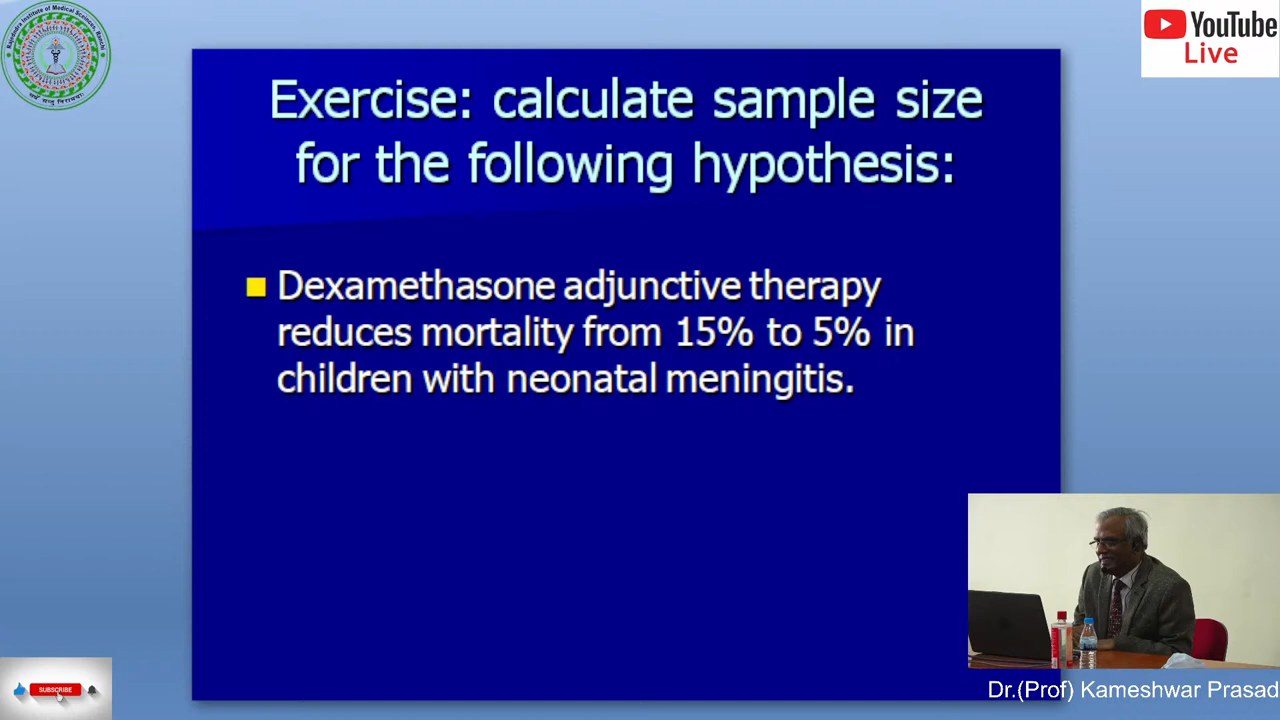 YouTube
Live
Exercise: calculate sample size
for the following hypothesis:
Dexamethasone adjunctive therapy
reduces mortality from 15% to 5% in
children with neonatal meningitis.
SUBSCRIBE
Dr.(Prof) Kameshwar Prasad